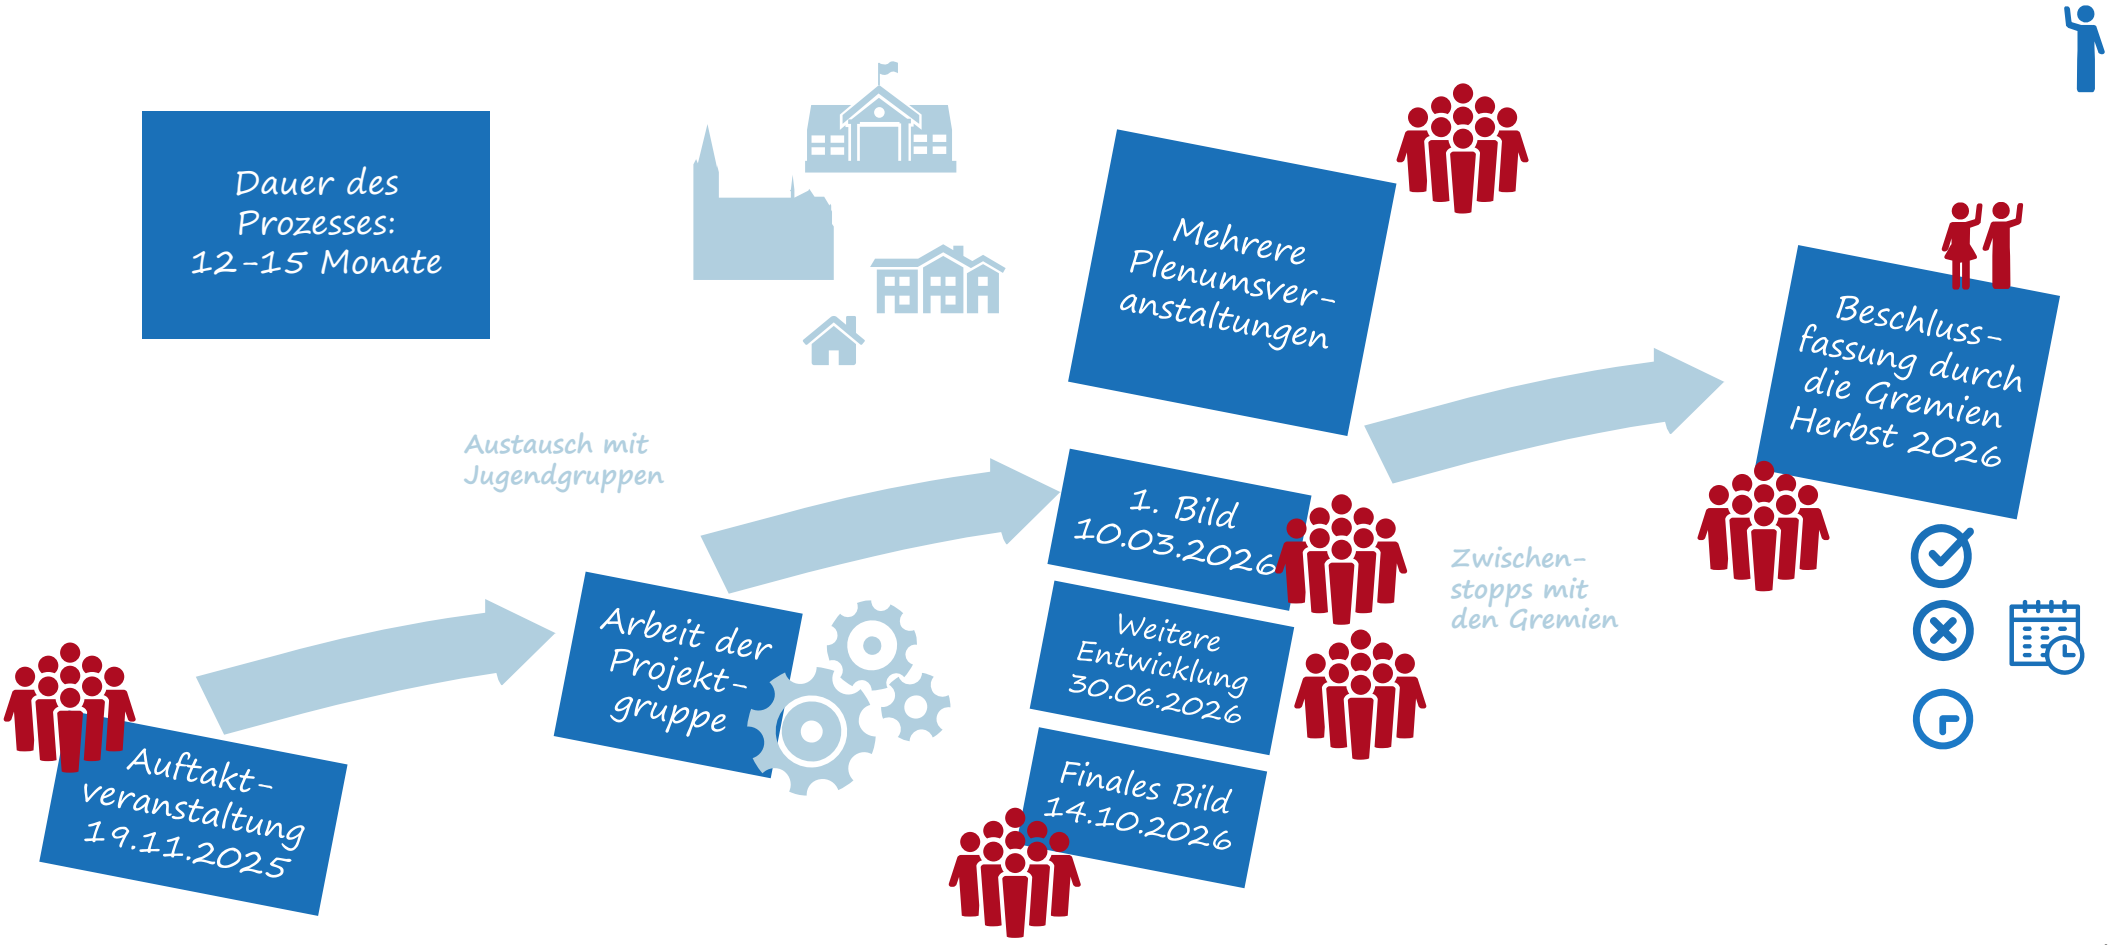 Dauer des
Prozesses:
12-15 Monate
Austausch mit
Jugendgruppen
Auftakt-
veranstaltung
19.11.2025
Arbeit der
Projekt-
gruppe
Mehrere
Plenumsver-
anstaltungen
1. Bild
10.03.2026
Weitere
Entwicklung
30.06.2026
Finales Bild
14.10.2026
Zwischen-
stopps mit
den Gremien
Beschluss-
fassung durch
die Gremien
Herbst 2026